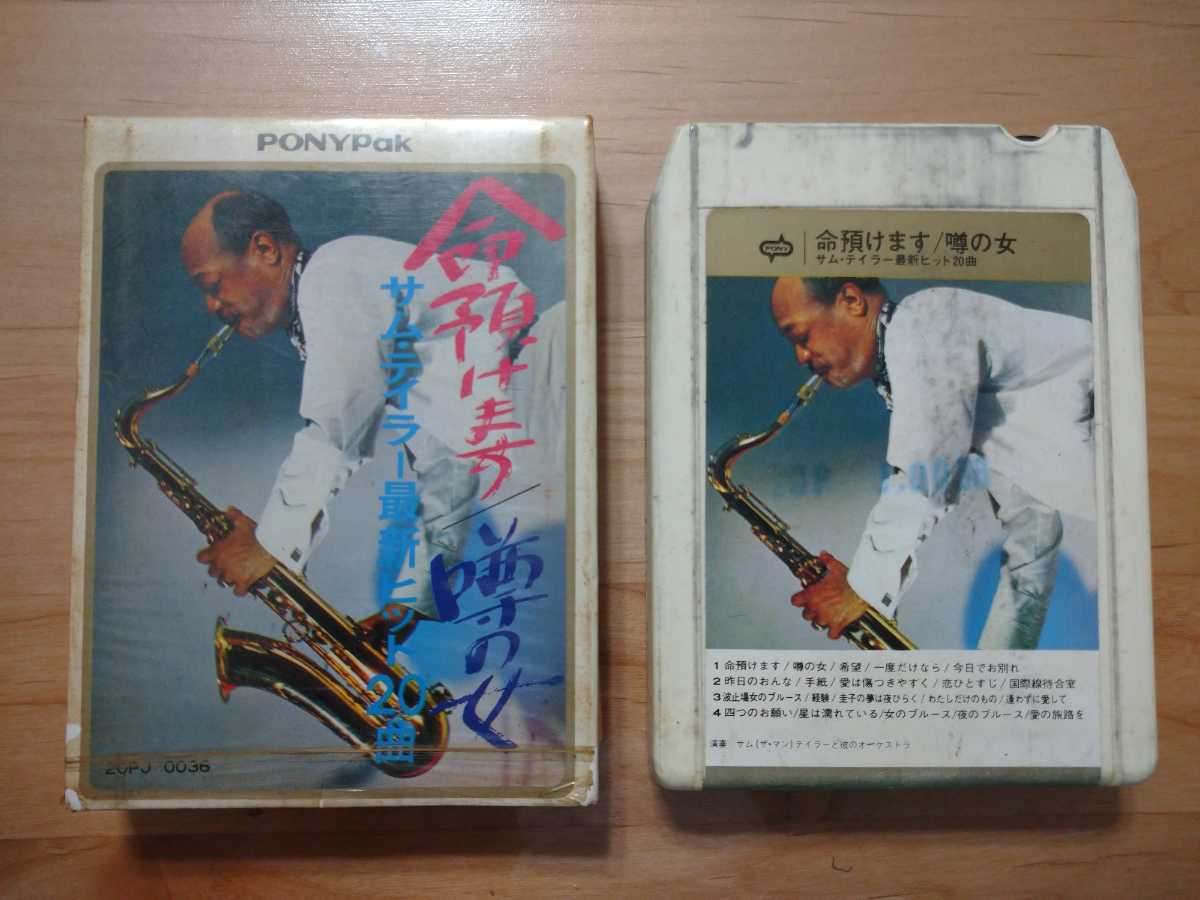 PONYPak
命預けます/噂の女
サム・テイラー最新ヒット20曲
20PJ-0036
PONY
命預けます/噂の女
サム・テイラー最新ヒット20曲
1 命預けます/噂の女/希望/一度だけなら/今日でお別れ
2 昨日のおんな/手紙/愛は傷つきやすく/恋ひとすじ/国際線待合室
3 波止場女のブルース/経験/圭子の夢は夜ひらく/わたしだけのもの/逢わずに愛して
4 四つのお願い/星は濡れている/女のブルース/夜のブルース/愛の旅路を
演奏 サム(ザ・マン)テイラーと彼のオーケストラ